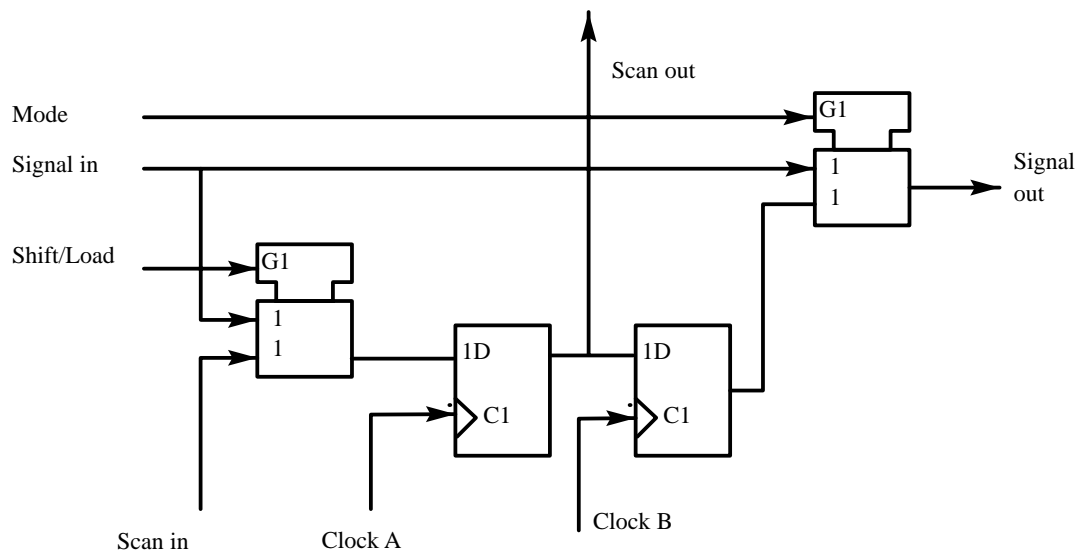 Scan out
Mode
G1
Signal in
1
Signal
1
out
Shift/Load
G1
1
1
1D
1D
C1
C1
Scan in
Clock A
Clock B